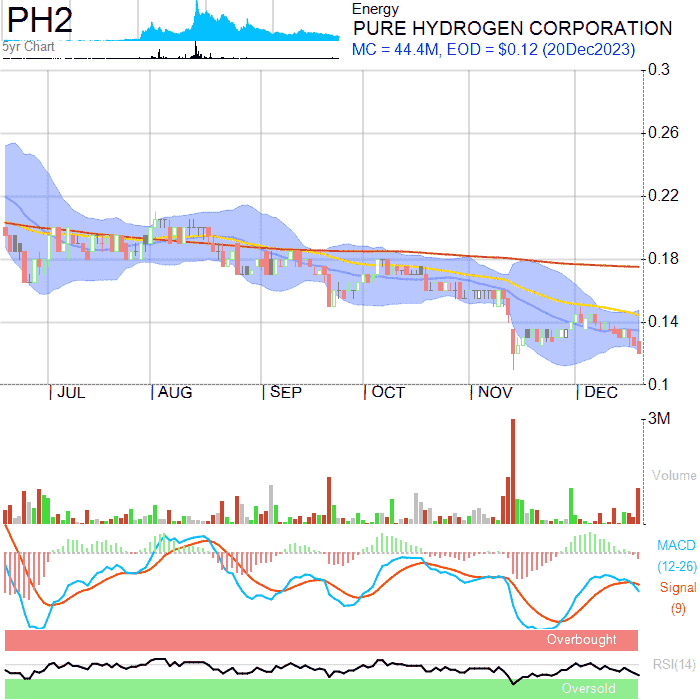 PH2
5yr Chart
Energy
PURE HYDROGEN CORPORATION
MC = 44.4M, EOD = $0.12 (20Dec2023)
0.3
0.26
0.22
0.18
0.14
0.1
JUL AUG SEP OCT NOV DEC
3M
Volume
MACD
(12-26)
Signal
(9)
Overbought
RSI(14)
Oversold